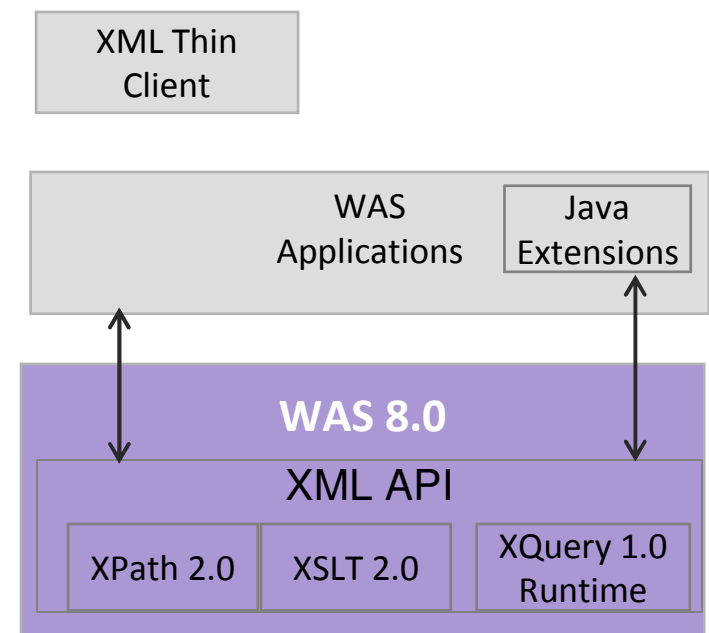 XML Thin
Client
WAS
Applications
Java
Extensions
WAS 8.0
XML API
XPath 2.0
XSLT 2.0
XQuery 1.0
Runtime